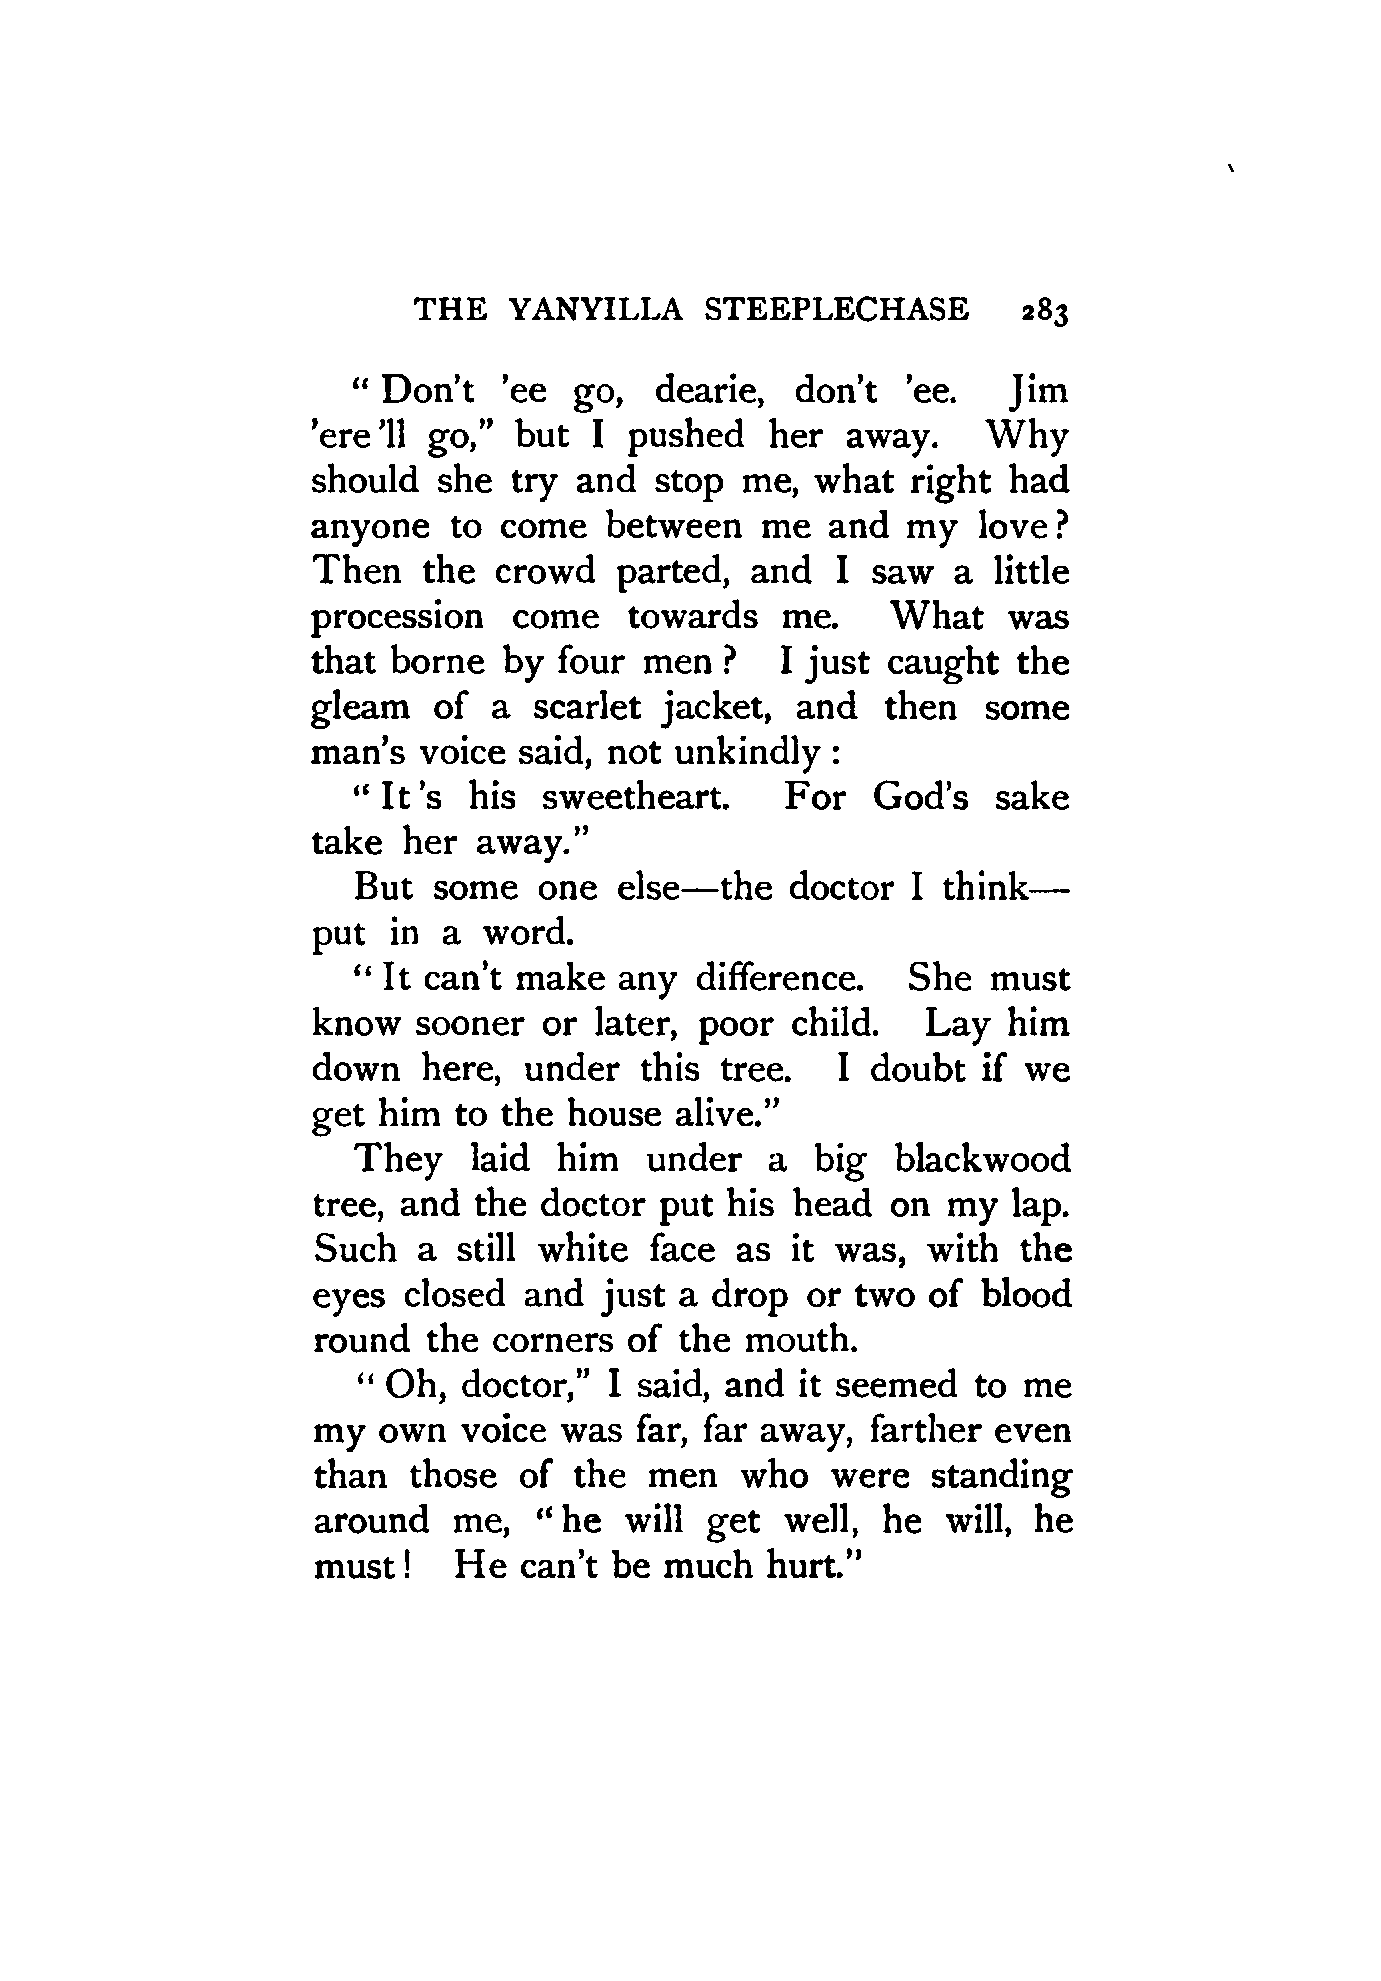 THE YANVILLA STEEPLECHASE 283
“ Don't 'ee go, dearie, don't 'ee. Jim
'ere 'll go,” but I pushed her away. Why
should she try and stop me, what right had
anyone to come between me and my love?
Then the crowd parted, and I saw a little
procession come towards me. What was
that borne by four men ? I just caught the
gleam of a scarlet jacket, and then some
man's voice said, not unkindly :
“ It 's his sweetheart. For God's sake
take her away.”
But some one else—the doctor I think—
put in a word.
“ It can't make any difference. She must
know sooner or later, poor child. Lay him
down here, under this tree. I doubt if we
get him to the house alive.”
They laid him under a big blackwood
tree, and the doctor put his head on my lap.
Such a still white face as it was, with the
eyes closed and just a drop or two of blood
round the corners of the mouth.
“ Oh, doctor,” I said, and it seemed to me
my own voice was far, far away, farther even
than those of the men who were standing
around me, “ he will get well, he will, he
must ! He can't be much hurt.”